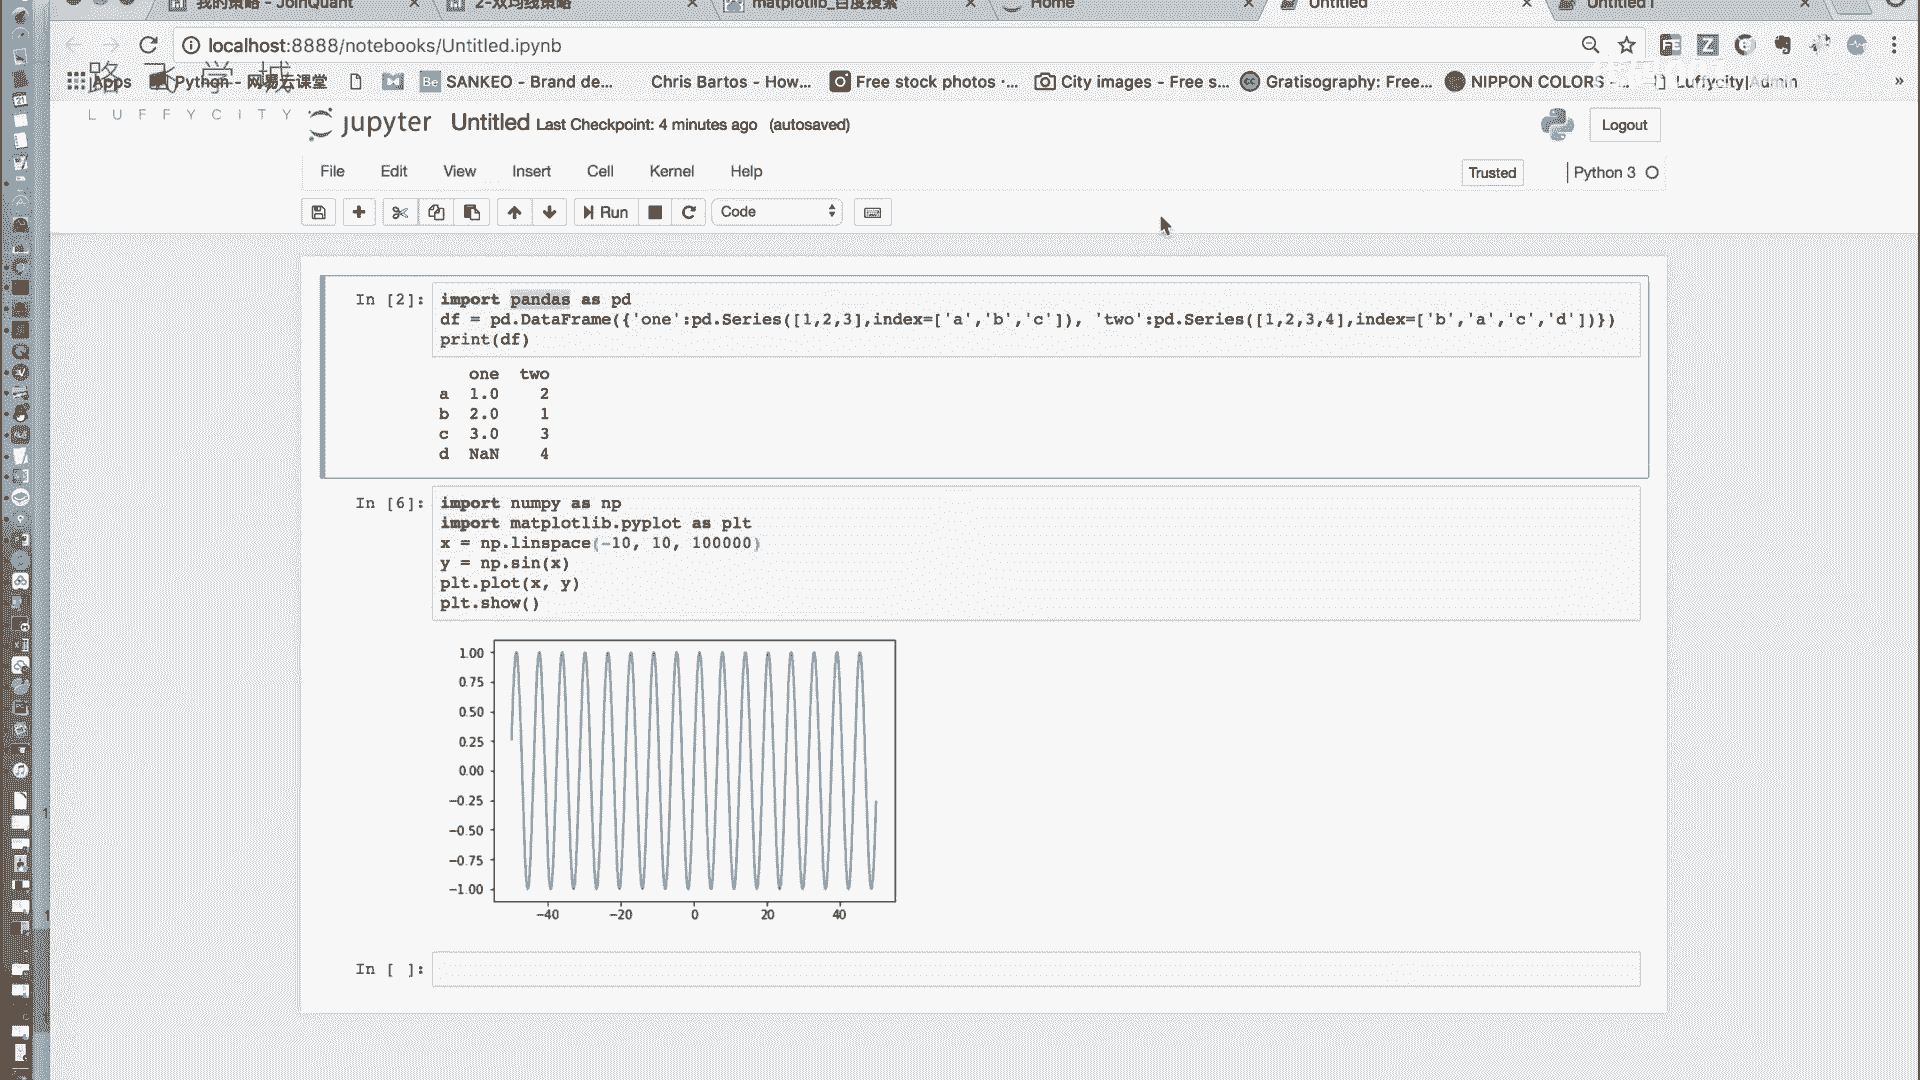 我的策略 - JoinQuant
2-双均线策略
matplotlib_百度搜索
Home
Untitled
Untitled1
localhost:8888/notebooks/Untitled.ipynb
路飞学城
Apps
Python - 网易云课堂
SANKEO - Brand de...
Chris Bartos - How...
Free stock photos ·...
City images - Free s...
Gratisography: Free...
NIPPON COLORS - ...
Luffycity|Admin
»
LUFFYCITY
jupyter Untitled Last Checkpoint: 4 minutes ago (autosaved)
Logout
File Edit View Insert Cell Kernel Help
Trusted
Python 3
Run
Code
In [2]:
import pandas as pd
df = pd.DataFrame({'one':pd.Series([1,2,3],index=['a','b','c']), 'two':pd.Series([1,2,3,4],index=['b','a','c','d'])})
print(df)
one two
a 1.0 2
b 2.0 1
c 3.0 3
d NaN 4
In [6]:
import numpy as np
import matplotlib.pyplot as plt
x = np.linspace(-10, 10, 100000)
y = np.sin(x)
plt.plot(x, y)
plt.show()
1.00
0.75
0.50
0.25
0.00
−0.25
−0.50
−0.75
−1.00
−40 −20 0 20 40
In [ ]: